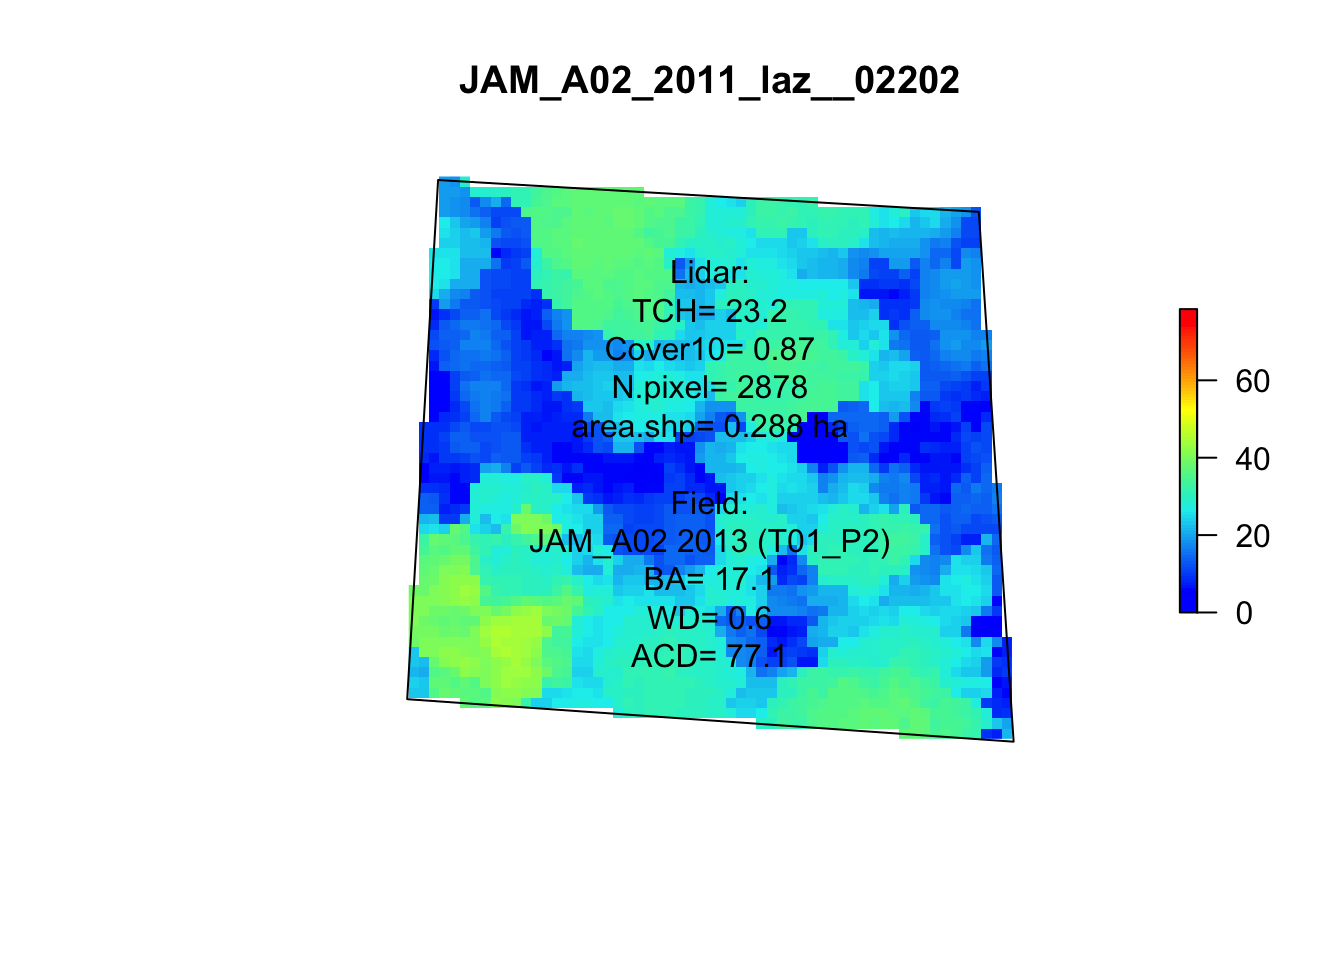 JAM_A02_2011_laz__02202
Lidar:
TCH= 23.2
Cover10= 0.87
N.pixel= 2878
area.shp= 0.288 ha
Field:
JAM_A02 2013 (T01_P2)
BA= 17.1
WD= 0.6
ACD= 77.1
60
40
20
0